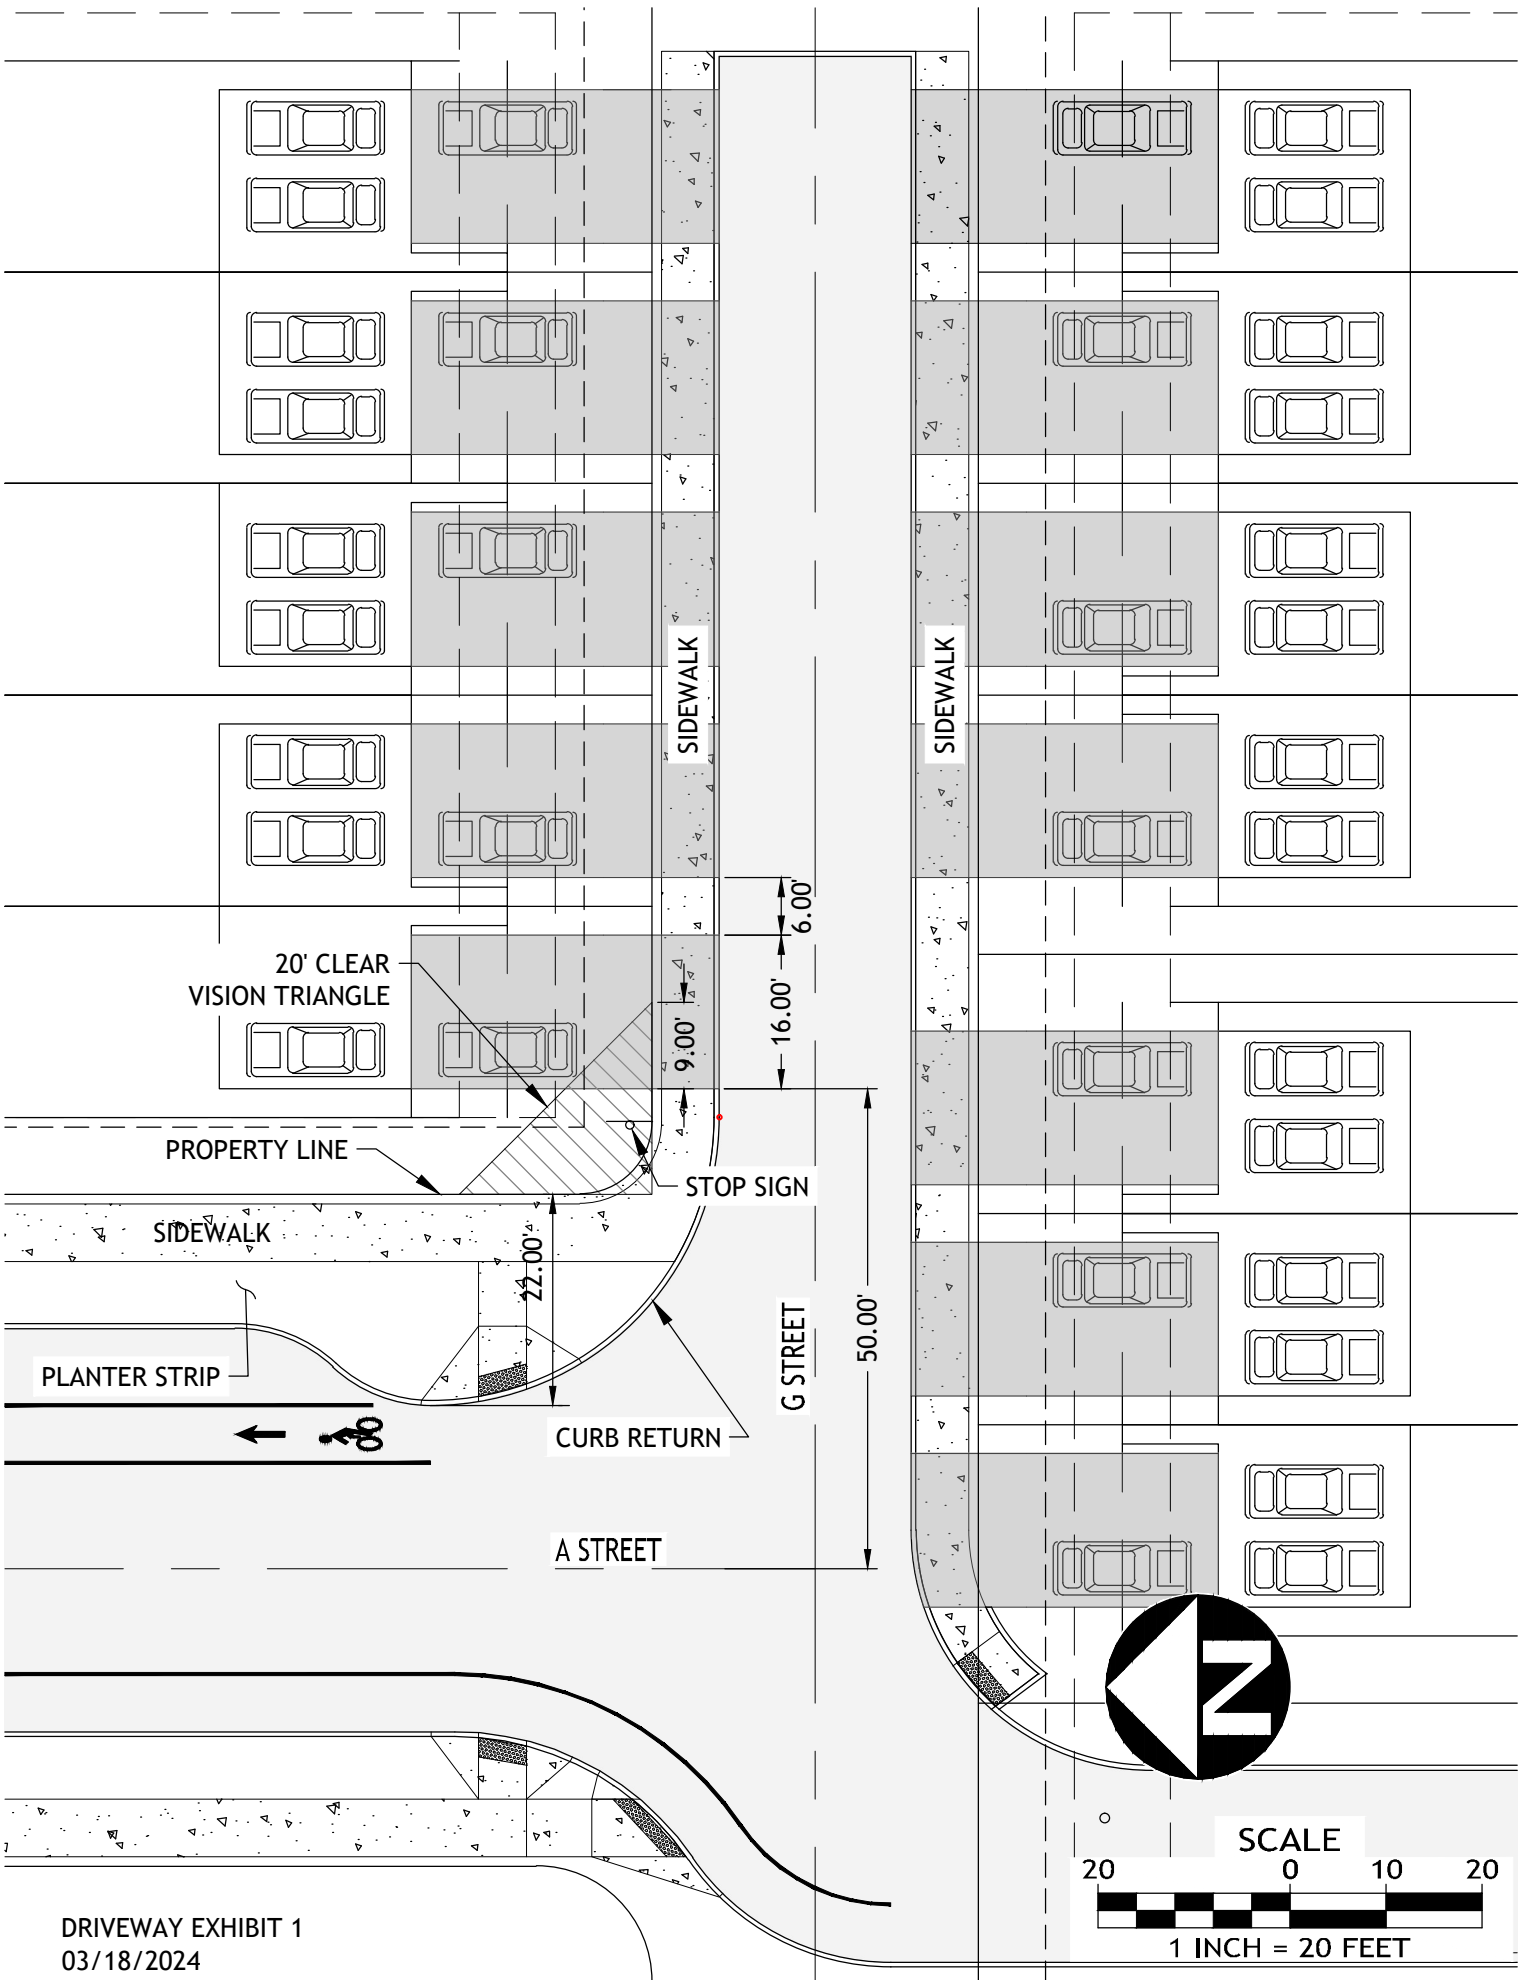 SIDEWALK
SIDEWALK
6.00'
20' CLEAR
VISION TRIANGLE
16.00'
9.00'
PROPERTY LINE
STOP SIGN
SIDEWALK
22.00'
50.00'
G STREET
PLANTER STRIP
CURB RETURN
A STREET
N
SCALE
20 0 10 20
1 INCH = 20 FEET
DRIVEWAY EXHIBIT 1
03/18/2024